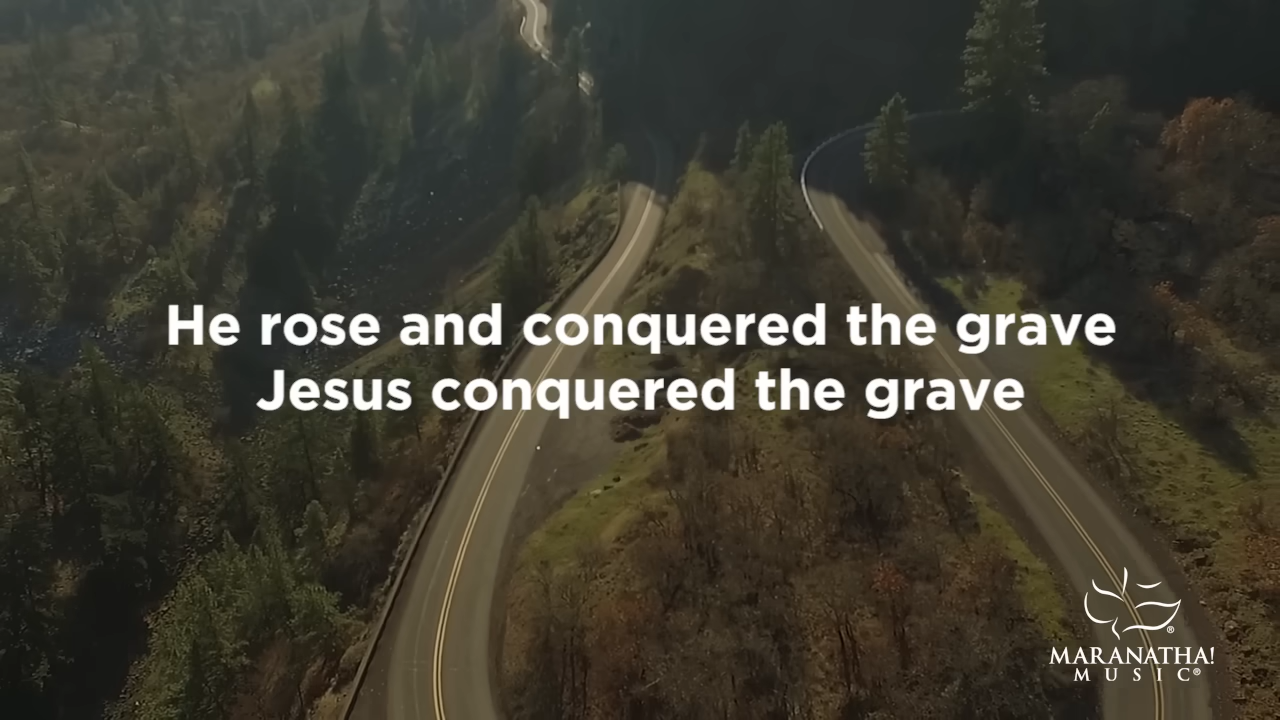 He rose and conquered the grave
Jesus conquered the grave
MARANATHA!
MUSIC®